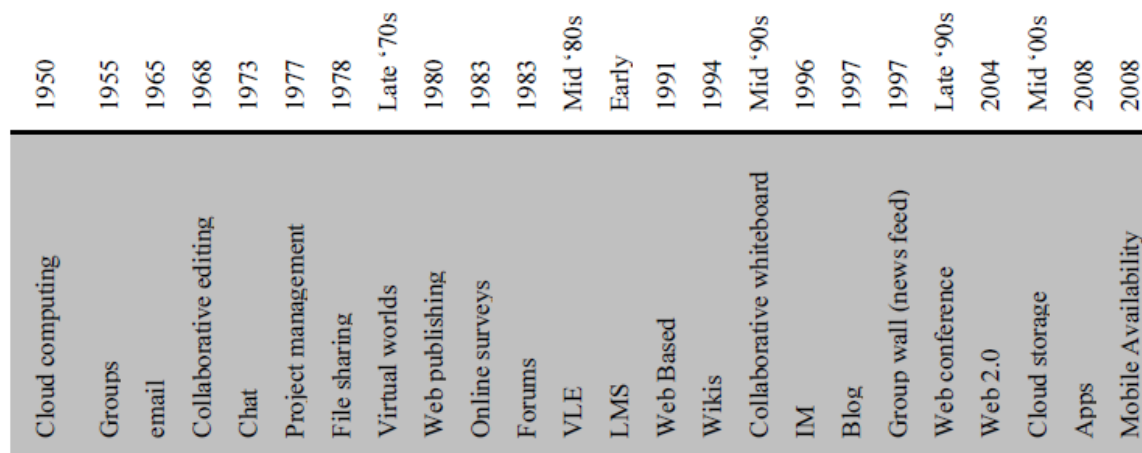 1950
1955
1965
1968
1973
1977
1978
Late ‘70s
1980
1983
1983
Mid ‘80s
Early
1991
1994
Mid ‘90s
1996
1997
1997
Late ‘90s
2004
Mid ‘00s
2008
2008
Cloud computing
Groups
email
Collaborative editing
Chat
Project management
File sharing
Virtual worlds
Web publishing
Online surveys
Forums
VLE
LMS
Web Based
Wikis
Collaborative whiteboard
IM
Blog
Group wall (news feed)
Web conference
Web 2.0
Cloud storage
Apps
Mobile Availability